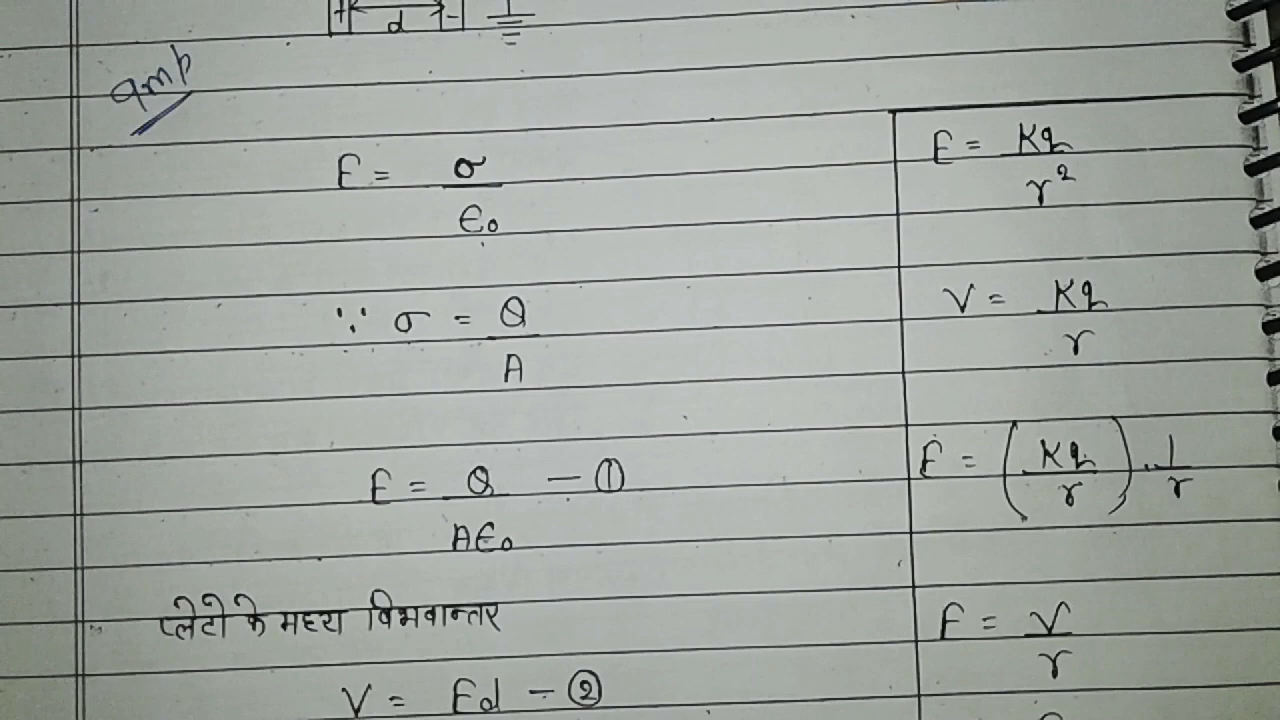 + d -
Imp
E = σ/ϵ₀
∵ σ = Q/A
E = Q/Aϵ₀ — ①
प्लेटो के मध्य विभवान्तर
V = Ed — ②
E = Kq/r²
V = Kq/r
E = (Kq/r) . 1/r
E = V/r